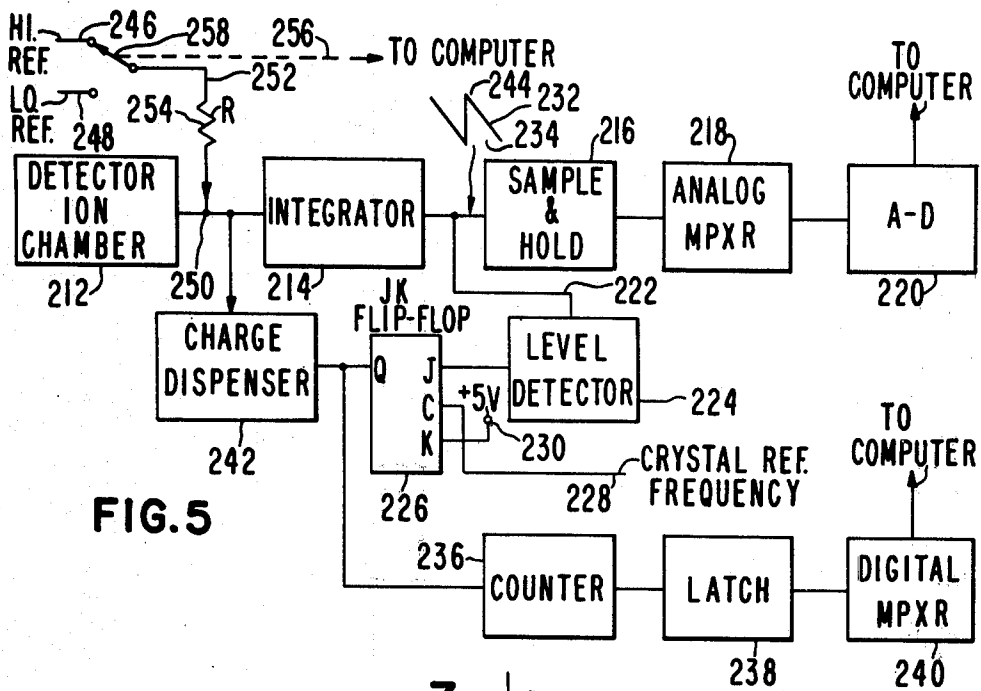 HI. REF.
246
258
256
TO COMPUTER
252
LO. REF.
248
254
R
244
232
234
216
218
TO COMPUTER
DETECTOR
ION
CHAMBER
212
250
INTEGRATOR
214
SAMPLE
&
HOLD
ANALOG
MPXR
A-D
220
222
JK
FLIP-FLOP
CHARGE
DISPENSER
242
Q
J
C
K
226
+5V
230
LEVEL
DETECTOR
224
CRYSTAL REF.
FREQUENCY
228
TO
COMPUTER
FIG.5
236
COUNTER
LATCH
238
DIGITAL
MPXR
240